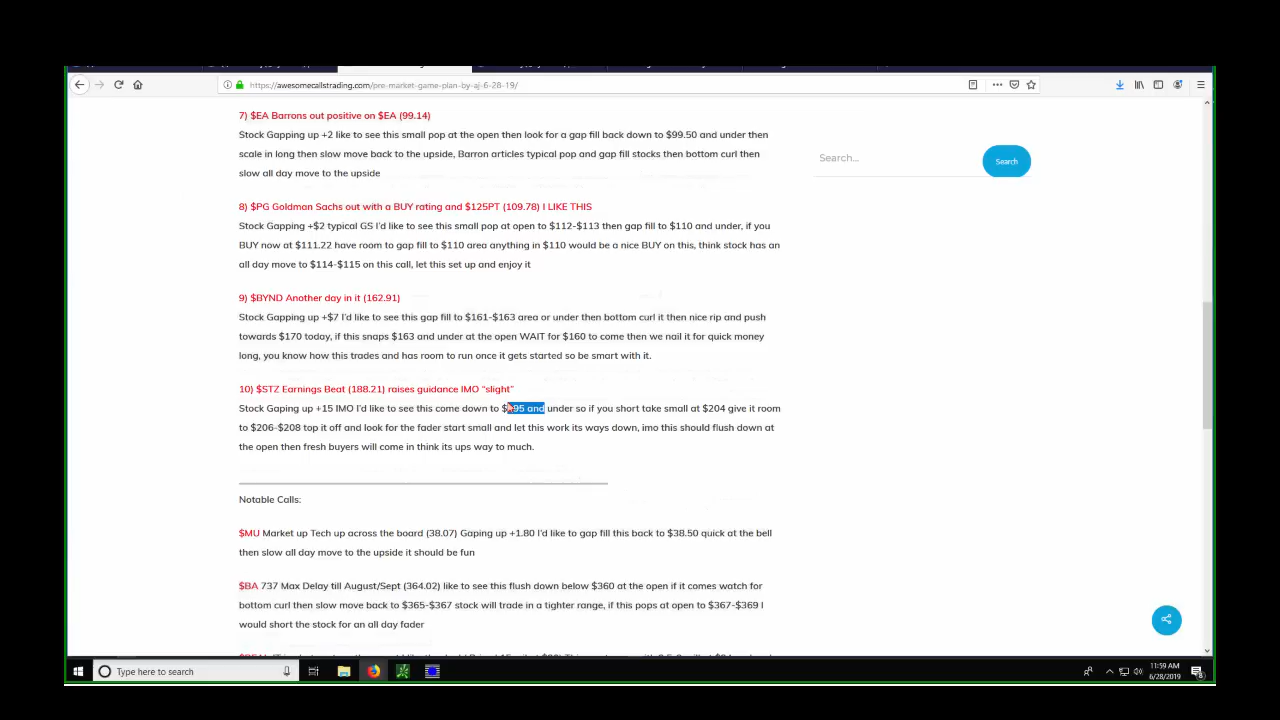 https://awesomecallstrading.com/pre-market-game-plan-by-aj-6-28-19/
7) $EA Barrons out positive on $EA (99.14)
Stock Gapping up +2 like to see this small pop at the open then look for a gap fill back down to $99.50 and under then
scale in long then slow move back to the upside, Barron articles typical pop and gap fill stocks then bottom curl then
slow all day move to the upside
Search...
Search
8) $PG Goldman Sachs out with a BUY rating and $125PT (109.78) I LIKE THIS
Stock Gapping +$2 typical GS I'd like to see this small pop at open to $112-$113 then gap fill to $110 and under, if you
BUY now at $111.22 have room to gap fill to $110 area anything in $110 would be a nice BUY on this, think stock has an
all day move to $114-$115 on this call, let this set up and enjoy it
9) $BYND Another day in it (162.91)
Stock Gapping up +$7 I'd like to see this gap fill to $161-$163 area or under then bottom curl it then nice rip and push
towards $170 today, if this snaps $163 and under at the open WAIT for $160 to come then we nail it for quick money
long, you know how this trades and has room to run once it gets started so be smart with it.
10) $STZ Earnings Beat (188.21) raises guidance IMO “slight”
Stock Gaping up +15 IMO I'd like to see this come down to $195 and under so if you short take small at $204 give it room
to $206-$208 top it off and look for the fader start small and let this work its ways down, imo this should flush down at
the open then fresh buyers will come in think its ups way to much.
Notable Calls:
$MU Market up Tech up across the board (38.07) Gaping up +1.80 I'd like to gap fill this back to $38.50 quick at the bell
then slow all day move to the upside it should be fun
$BA 737 Max Delay till August/Sept (364.02) like to see this flush down below $360 at the open if it comes watch for
bottom curl then slow move back to $365-$367 stock will trade in a tighter range, if this pops at open to $367-$369 I
would short the stock for an all day fader
Type here to search
11:59 AM
6/28/2019